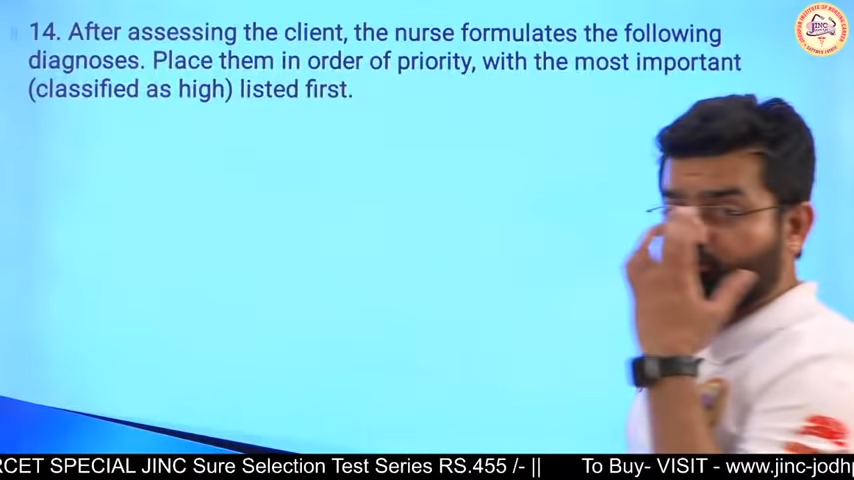 14. After assessing the client, the nurse formulates the following
diagnoses. Place them in order of priority, with the most important
(classified as high) listed first.
JINC
RCET SPECIAL JINC Sure Selection Test Series RS.455 /- || To Buy- VISIT - www.jinc-jodhp